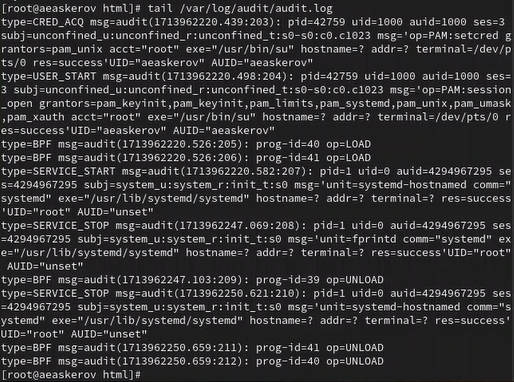 [root@aeaskerov html]# tail /var/log/audit/audit.log
type=CRED_ACQ msg=audit(1713962220.439:203): pid=42759 uid=1000 auid=1000 ses=3
subj=unconfined_u:unconfined_r:unconfined_t:s0-s0:c0.c1023 msg='op=PAM:setcred g
rantors=pam_unix acct="root" exe="/usr/bin/su" hostname=? addr=? terminal=/dev/p
ts/0 res=success'UID="aeaskerov" AUID="aeaskerov"
type=USER_START msg=audit(1713962220.498:204): pid=42759 uid=1000 auid=1000 ses=
3 subj=unconfined_u:unconfined_r:unconfined_t:s0-s0:c0.c1023 msg='op=PAM:session
_open grantors=pam_keyinit,pam_keyinit,pam_limits,pam_systemd,pam_unix,pam_umask
,pam_xauth acct="root" exe="/usr/bin/su" hostname=? addr=? terminal=/dev/pts/0 r
es=success'UID="aeaskerov" AUID="aeaskerov"
type=BPF msg=audit(1713962220.526:205): prog-id=40 op=LOAD
type=BPF msg=audit(1713962220.526:206): prog-id=41 op=LOAD
type=SERVICE_START msg=audit(1713962220.582:207): pid=1 uid=0 auid=4294967295 se
s=4294967295 subj=system_u:system_r:init_t:s0 msg='unit=systemd-hostnamed comm="
systemd" exe="/usr/lib/systemd/systemd" hostname=? addr=? terminal=? res=success
'UID="root" AUID="unset"
type=SERVICE_STOP msg=audit(1713962247.069:208): pid=1 uid=0 auid=4294967295 ses
=4294967295 subj=system_u:system_r:init_t:s0 msg='unit=fprintd comm="systemd" ex
e="/usr/lib/systemd/systemd" hostname=? addr=? terminal=? res=success'UID="root"
 AUID="unset"
type=BPF msg=audit(1713962247.103:209): prog-id=39 op=UNLOAD
type=SERVICE_STOP msg=audit(1713962250.621:210): pid=1 uid=0 auid=4294967295 ses
=4294967295 subj=system_u:system_r:init_t:s0 msg='unit=systemd-hostnamed comm="s
ystemd" exe="/usr/lib/systemd/systemd" hostname=? addr=? terminal=? res=success'
UID="root" AUID="unset"
type=BPF msg=audit(1713962250.659:211): prog-id=41 op=UNLOAD
type=BPF msg=audit(1713962250.659:212): prog-id=40 op=UNLOAD
[root@aeaskerov html]#